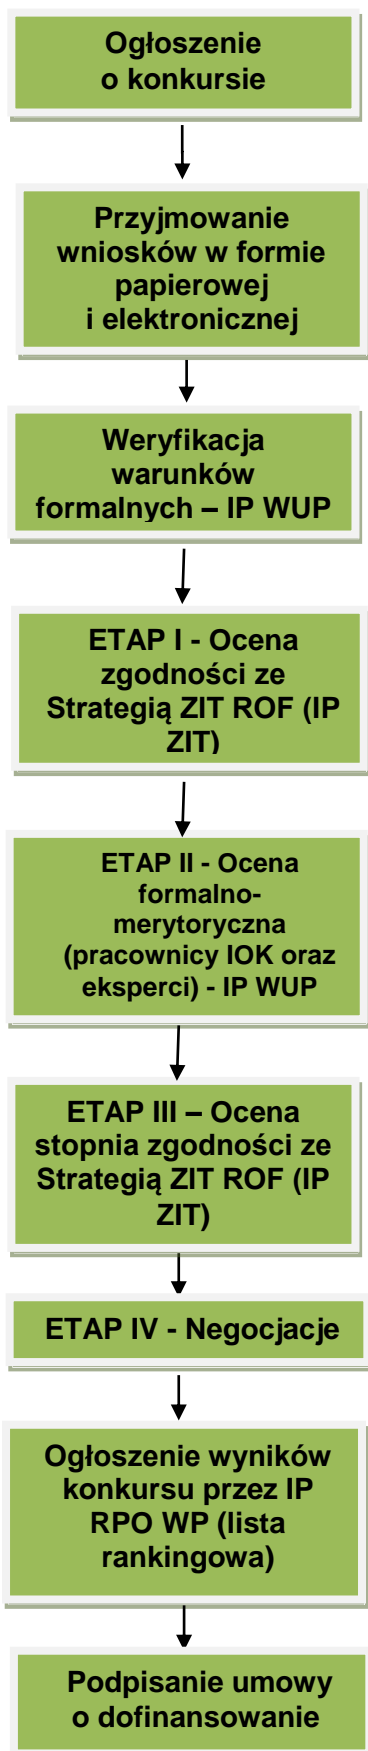 Ogłoszenie
o konkursie
Przyjmowanie
wniosków w formie
papierowej
i elektronicznej
Weryfikacja
warunków
formalnych – IP WUP
ETAP I - Ocena
zgodności ze
Strategią ZIT ROF (IP
ZIT)
ETAP II - Ocena
formalno-
merytoryczna
(pracownicy IOK oraz
eksperci) - IP WUP
ETAP III – Ocena
stopnia zgodności ze
Strategią ZIT ROF (IP
ZIT)
ETAP IV - Negocjacje
Ogłoszenie wyników
konkursu przez IP
RPO WP (lista
rankingowa)
Podpisanie umowy
o dofinansowanie